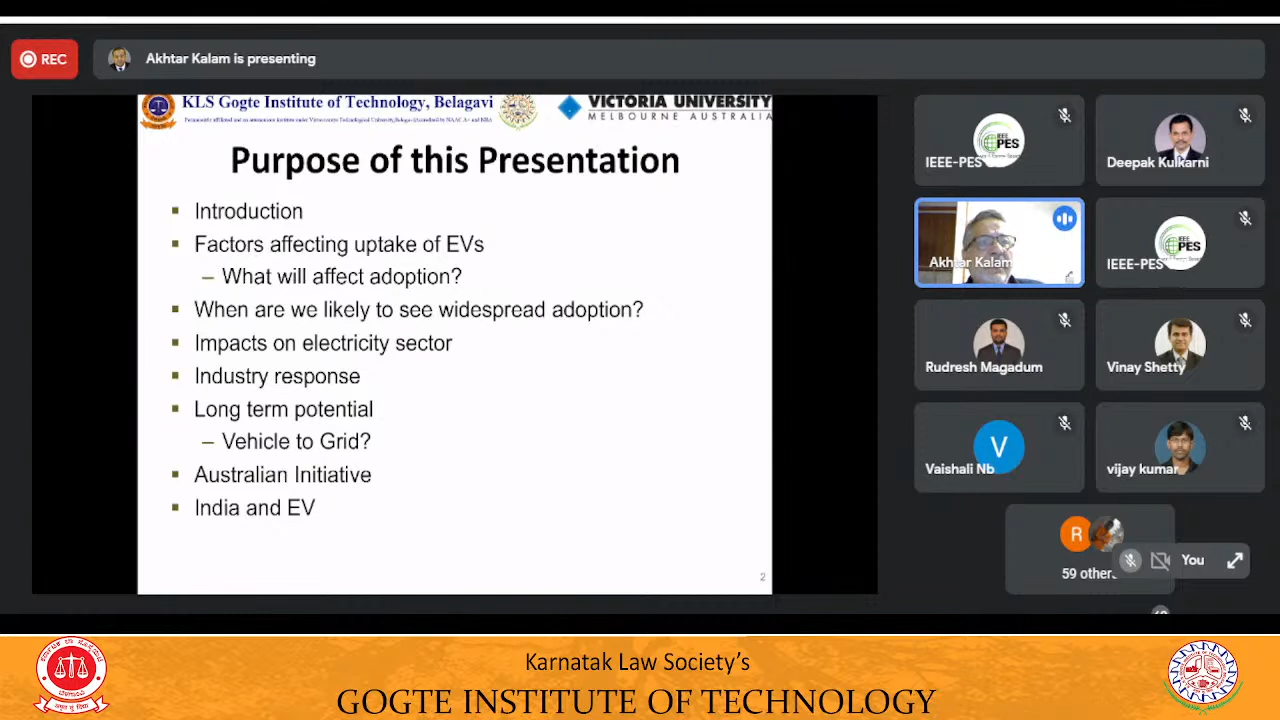 REC
Akhtar Kalam is presenting
KLS Gogte Institute of Technology, Belagavi
VICTORIA UNIVERSITY
MELBOURNE AUSTRALIA
Purpose of this Presentation
Introduction
Factors affecting uptake of EVs
– What will affect adoption?
When are we likely to see widespread adoption?
Impacts on electricity sector
Industry response
Long term potential
– Vehicle to Grid?
Australian Initiative
India and EV
2
IEEE PES
IEEE-PES
Deepak Kulkarni
Akhtar Kalam
IEEE PES
IEEE-PES
Rudresh Magadum
Vinay Shetty
V
Vaishali Nb
vijay kumar
R
59 others
You
Karnatak Law Society's
GOGTE INSTITUTE OF TECHNOLOGY